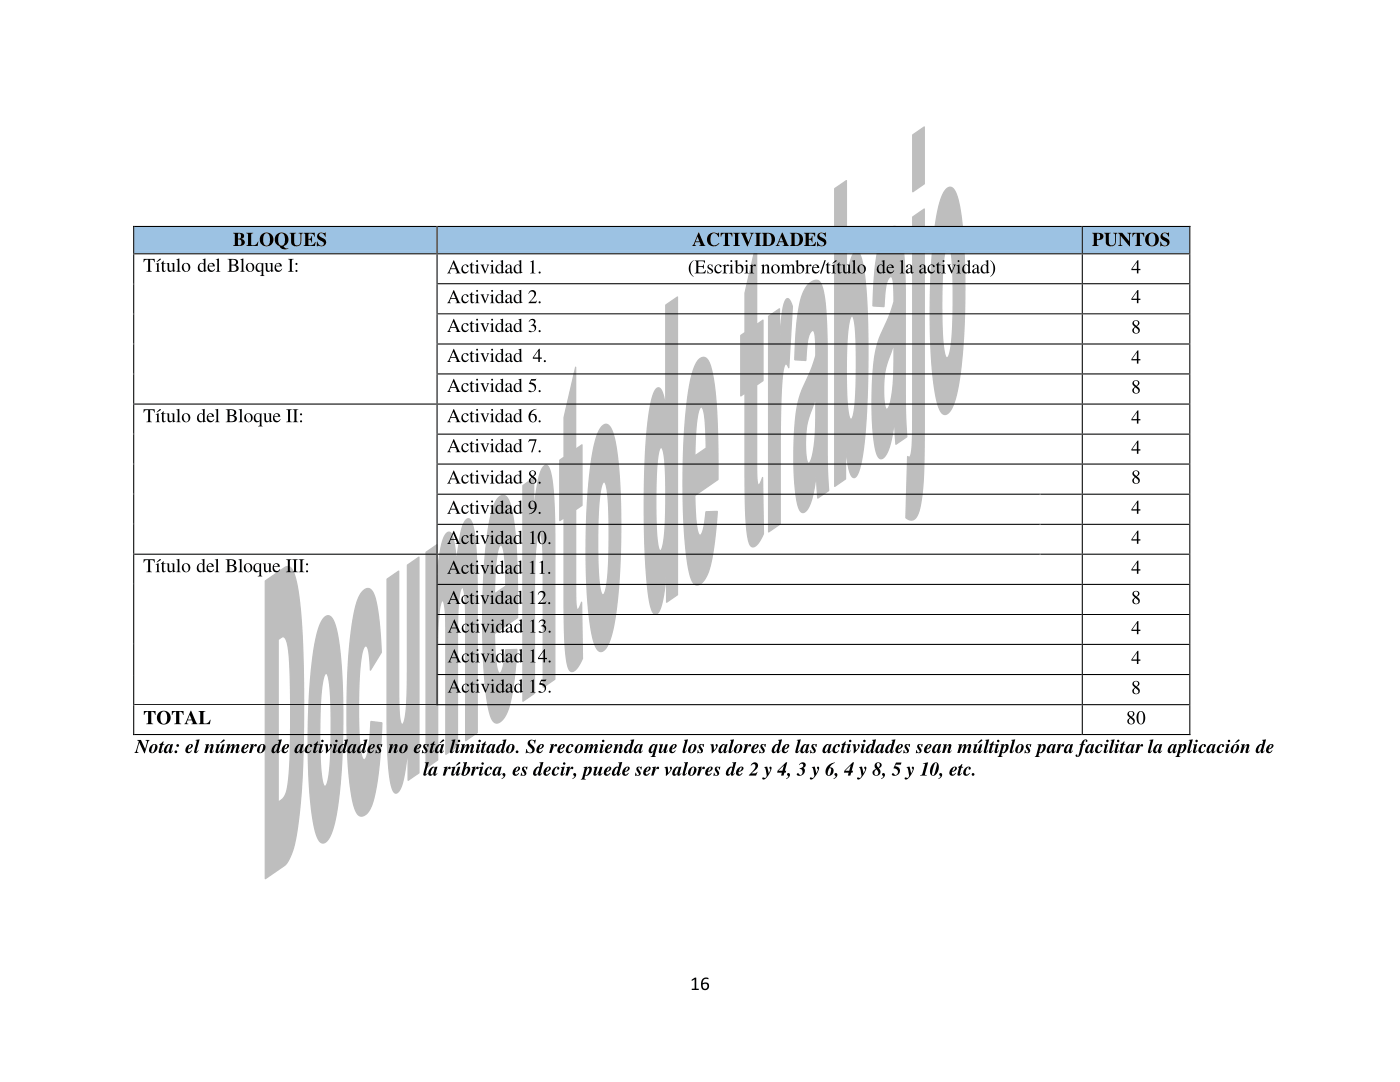 BLOQUES ACTIVIDADES PUNTOS
Título del Bloque I: Actividad 1. (Escribir nombre/título de la actividad) 4
Actividad 2. 4
Actividad 3. 8
Actividad 4. 4
Actividad 5. 8
Título del Bloque II: Actividad 6. 4
Actividad 7. 4
Actividad 8. 8
Actividad 9. 4
Actividad 10. 4
Título del Bloque III: Actividad 11. 4
Actividad 12. 8
Actividad 13. 4
Actividad 14. 4
Actividad 15. 8
TOTAL 80
Nota: el número de actividades no está limitado. Se recomienda que los valores de las actividades sean múltiplos para facilitar la aplicación de
la rúbrica, es decir, puede ser valores de 2 y 4, 3 y 6, 4 y 8, 5 y 10, etc.
Documento de trabajo
16